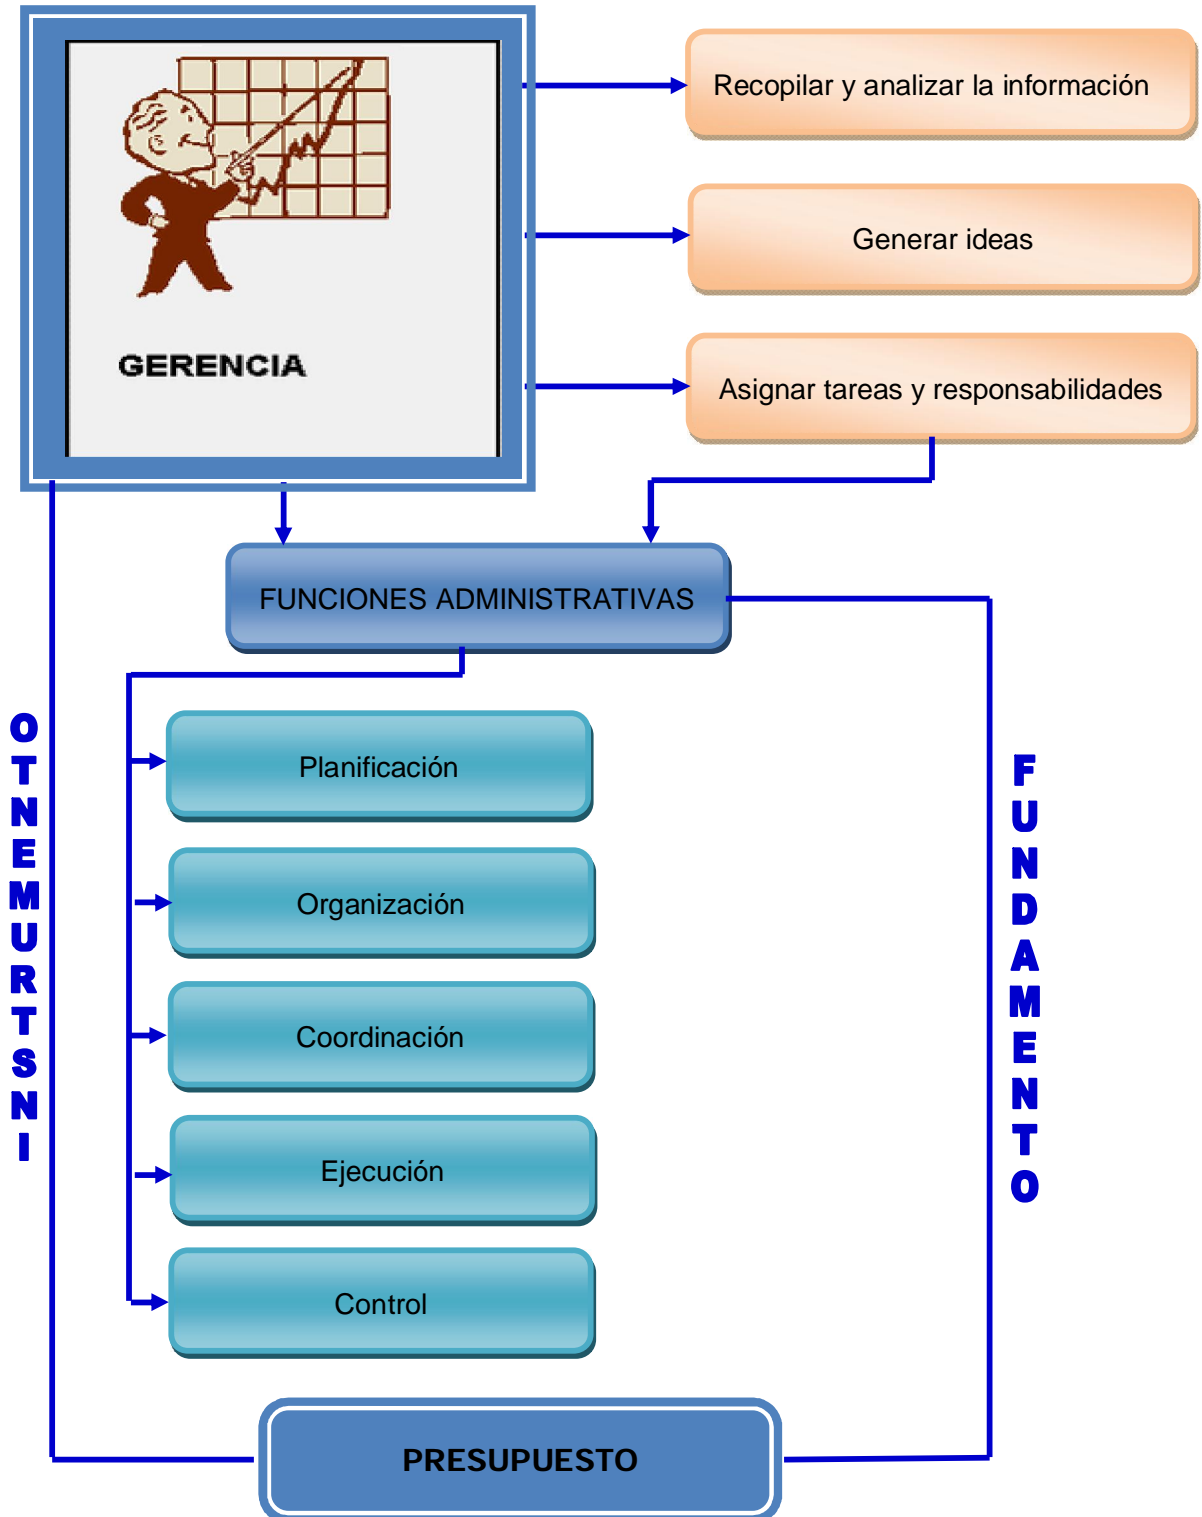 Recopilar y analizar la información
Generar ideas
GERENCIA
Asignar tareas y responsabilidades
FUNCIONES ADMINISTRATIVAS
OTNEMURTSNI
Planificación
Organización
Coordinación
Ejecución
Control
FUNDAMENTO
PRESUPUESTO